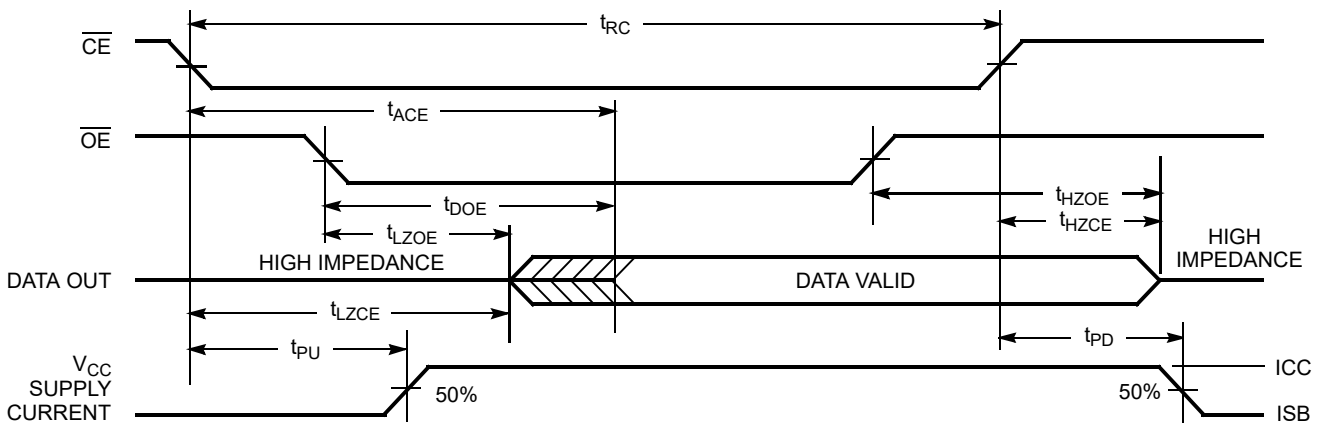 tRC
CE
tACE
OE
tHZOE
tDOE
tHZCE
tLZOE
HIGH
IMPEDANCE
HIGH IMPEDANCE
DATA OUT
DATA VALID
tLZCE
tPU
tPD
VCC
SUPPLY
CURRENT
50%
50%
ICC
ISB